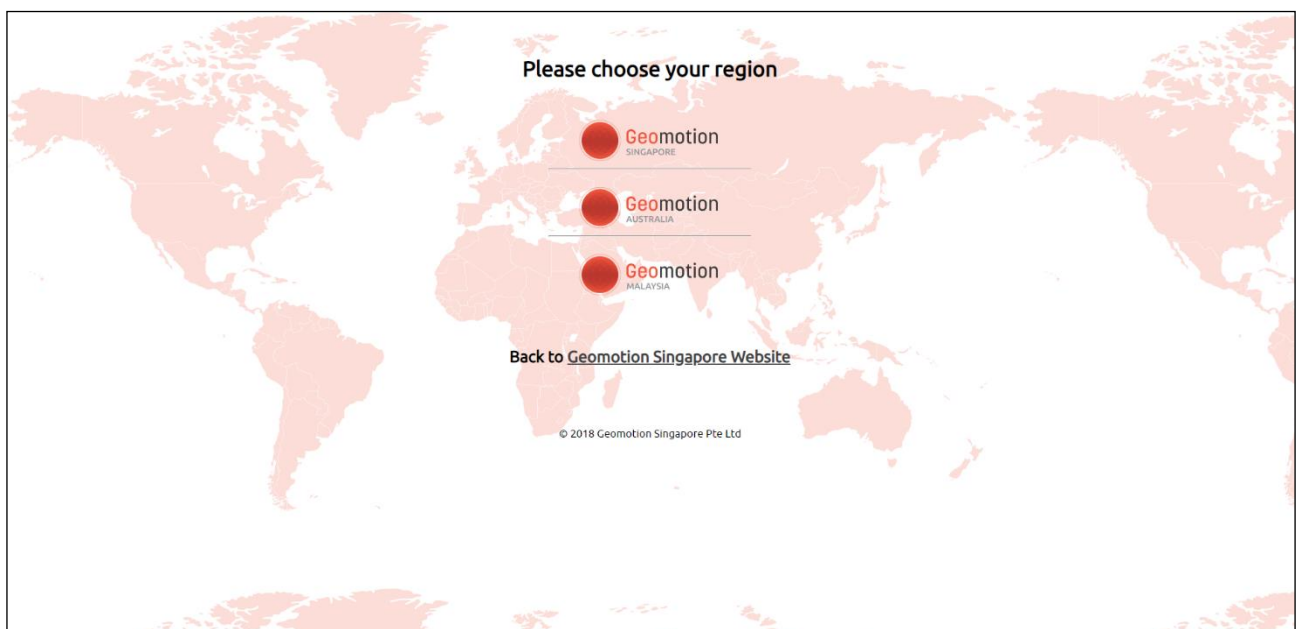 Please choose your region
Geomotion
SINGAPORE
Geomotion
AUSTRALIA
Geomotion
MALAYSIA
Back to Geomotion Singapore Website
© 2018 Geomotion Singapore Pte Ltd